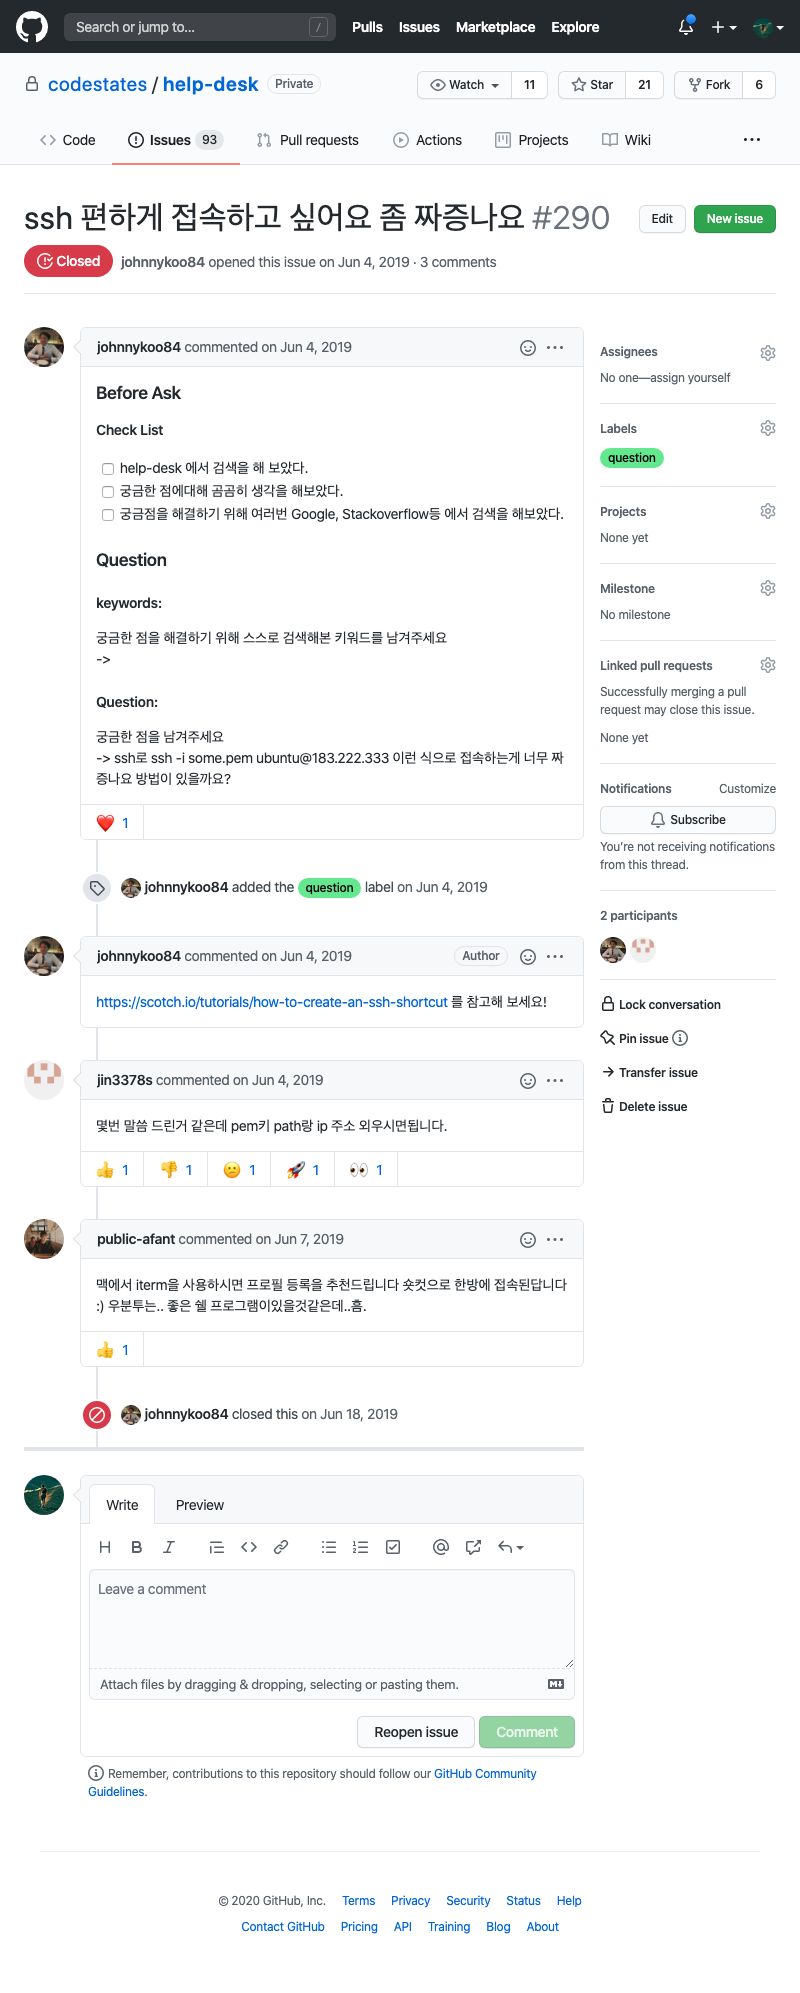 Search or jump to... /
Pulls Issues Marketplace Explore
codestates / help-desk Private
Watch 11 Star 21 Fork 6
Code Issues 93 Pull requests Actions Projects Wiki ...
ssh 편하게 접속하고 싶어요 좀 짜증나요 #290
Edit New issue
Closed johnnykoo84 opened this issue on Jun 4, 2019 · 3 comments
johnnykoo84 commented on Jun 4, 2019
Before Ask
Check List
help-desk 에서 검색을 해 보았다.
궁금한 점에대해 곰곰히 생각을 해보았다.
궁금점을 해결하기 위해 여러번 Google, Stackoverflow등 에서 검색을 해보았다.
Question
keywords:
궁금한 점을 해결하기 위해 스스로 검색해본 키워드를 남겨주세요
->
Question:
궁금한 점을 남겨주세요
-> ssh로 ssh -i some.pem ubuntu@183.222.333 이런 식으로 접속하는게 너무 짜
증나요 방법이 있을까요?
❤️ 1
johnnykoo84 added the question label on Jun 4, 2019
johnnykoo84 commented on Jun 4, 2019 Author
https://scotch.io/tutorials/how-to-create-an-ssh-shortcut 를 참고해 보세요!
jin3378s commented on Jun 4, 2019
몇번 말씀 드린거 같은데 pem키 path랑 ip 주소 외우시면됩니다.
👍 1 👎 1 😕 1 🚀 1 👀 1
public-afant commented on Jun 7, 2019
맥에서 iterm을 사용하시면 프로필 등록을 추천드립니다 숏컷으로 한방에 접속된답니다
:) 우분투는.. 좋은 쉘 프로그램이있을것같은데..흠.
👍 1
johnnykoo84 closed this on Jun 18, 2019
Assignees
No one—assign yourself
Labels
question
Projects
None yet
Milestone
No milestone
Linked pull requests
Successfully merging a pull
request may close this issue.
None yet
Notifications Customize
Subscribe
You're not receiving notifications
from this thread.
2 participants
Lock conversation
Pin issue
Transfer issue
Delete issue
Write Preview
H B I
Leave a comment
Attach files by dragging & dropping, selecting or pasting them.
Reopen issue Comment
Remember, contributions to this repository should follow our GitHub Community
Guidelines.
© 2020 GitHub, Inc. Terms Privacy Security Status Help
Contact GitHub Pricing API Training Blog About